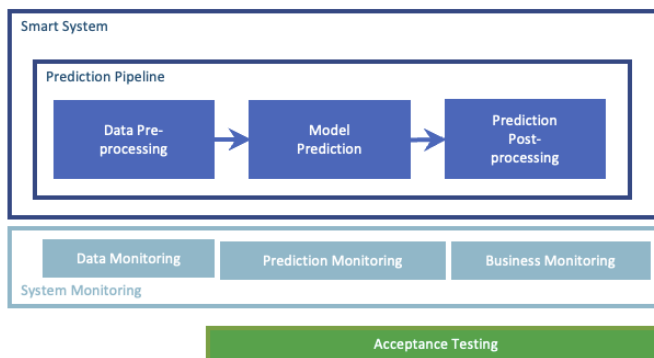 Smart System
Prediction Pipeline
Data Pre-
processing
Model
Prediction
Prediction
Post-
processing
Data Monitoring
Prediction Monitoring
Business Monitoring
System Monitoring
Acceptance Testing